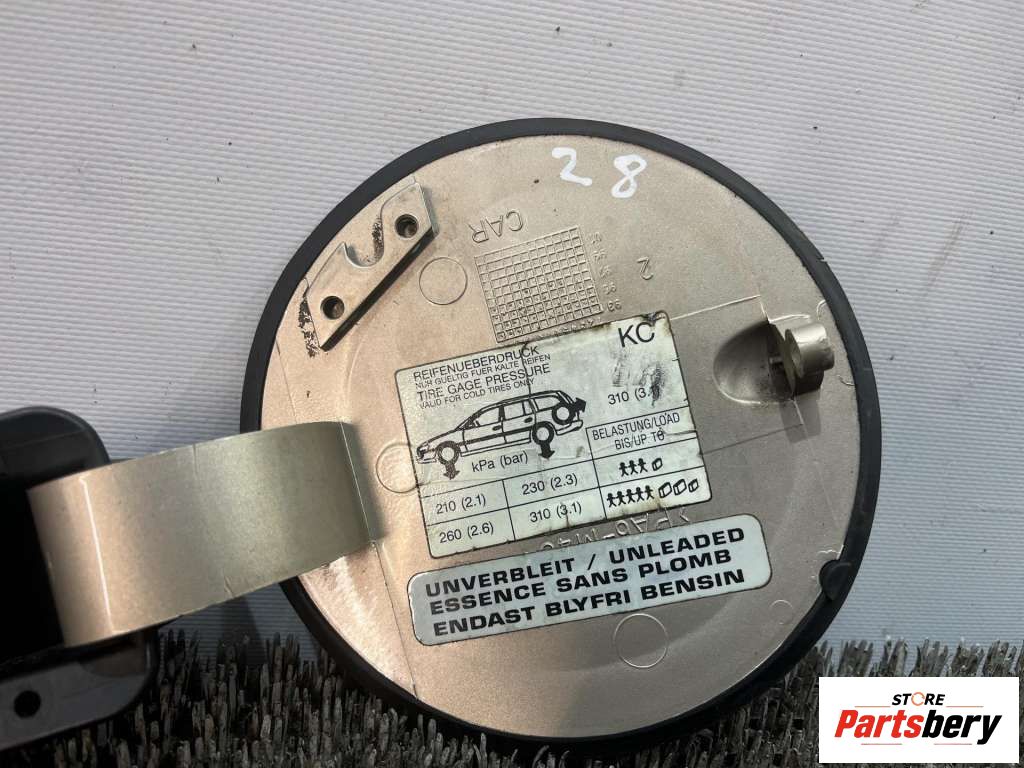 2 8
CAR
2
KC
REIFENUEBERDRUCK
NUR GUELTIG FUER KALTE REIFEN
TIRE GAGE PRESSURE
VALID FOR COLD TIRES ONLY
310
BELASTUNG/LOAD
BIS/UP TO
kPa (bar)
210 (2.1) 230 (2.3)
260 (2.6) 310 (3.1)
UNVERBLEIT / UNLEADED
ESSENCE SANS PLOMB
ENDAST BLYFRI BENSIN
STORE
Partsbery